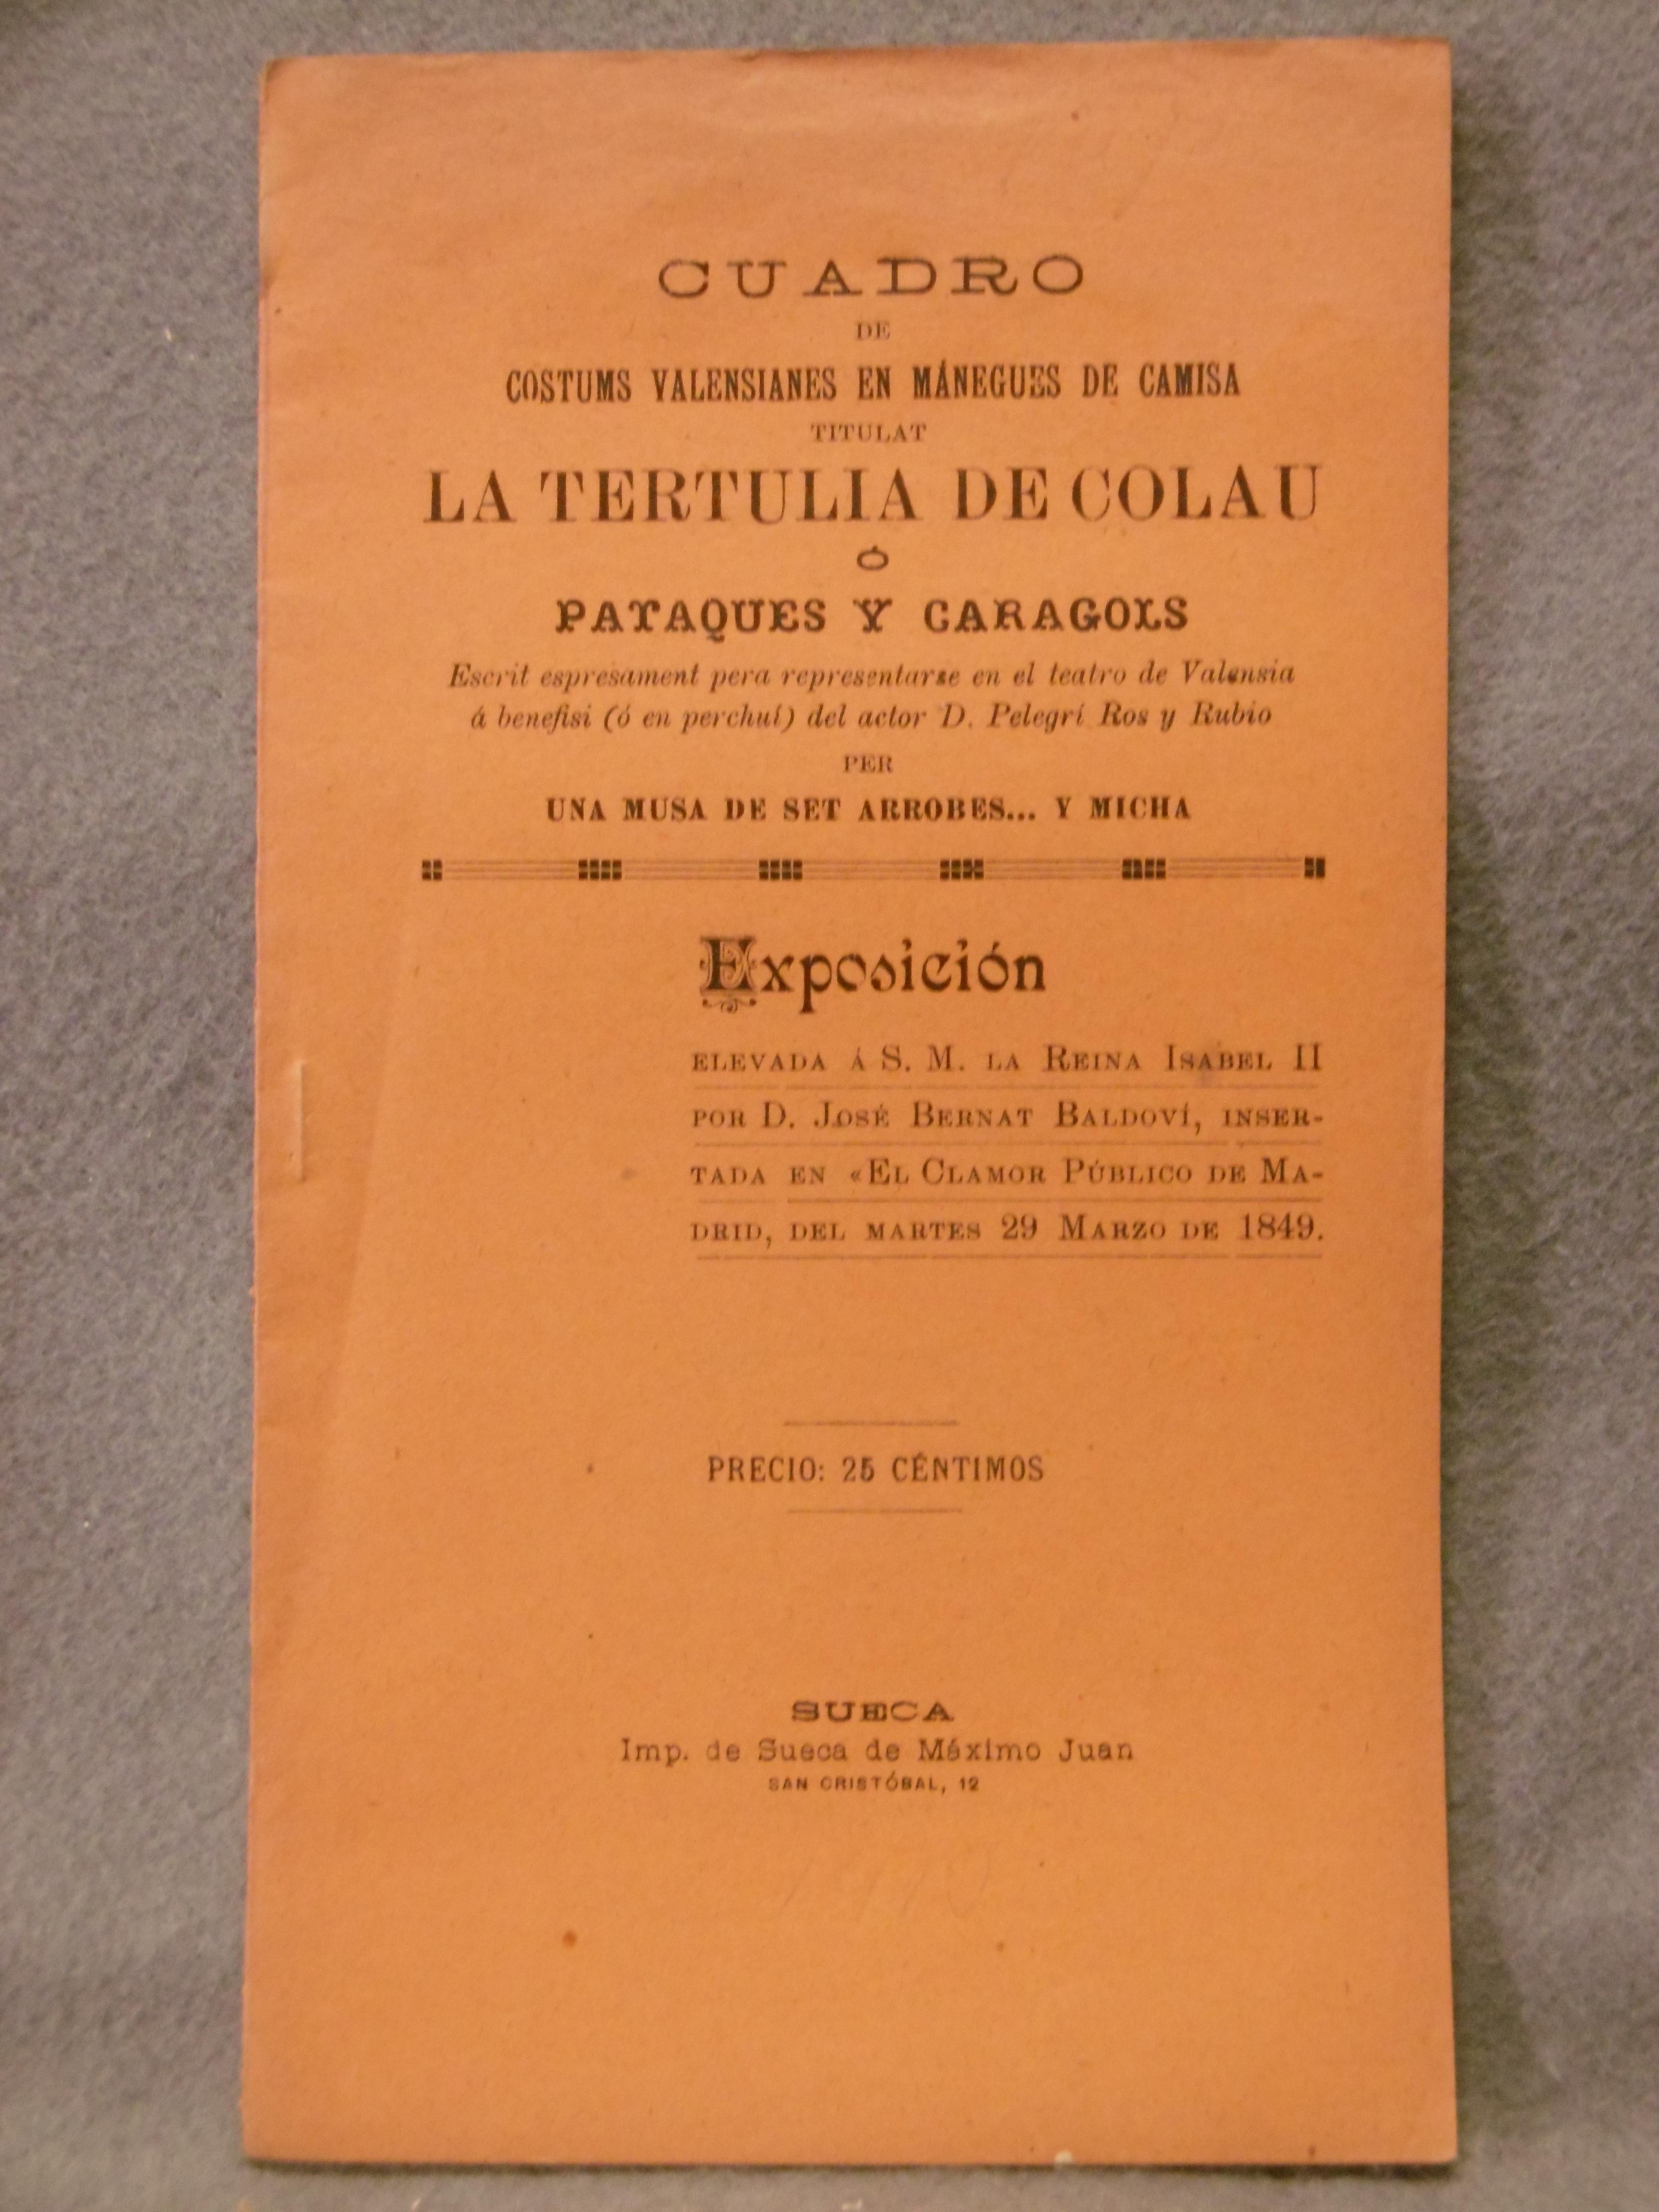 CUADRO
DE
COSTUMS VALENSIANES EN MÁNEGUES DE CAMISA
TITULAT
LA TERTULIA DE COLAU
Ó
PATAQUES Y CARAGOLS
Escrit espresament pera representarse en el teatro de Valensia
á benefisi (ó en perchuí) del actor D. Pelegrí Ros y Rubio
PER
UNA MUSA DE SET ARROBES... Y MICHA
Exposición
ELEVADA Á S. M. LA REINA ISABEL II
POR D. JOSÉ BERNAT BALDOVÍ, INSER-
TADA EN «EL CLAMOR PÚBLICO DE MA-
DRID, DEL MARTES 29 MARZO DE 1849.
PRECIO: 25 CÉNTIMOS
SUECA
Imp. de Sueca de Máximo Juan
SAN CRISTÓBAL, 12